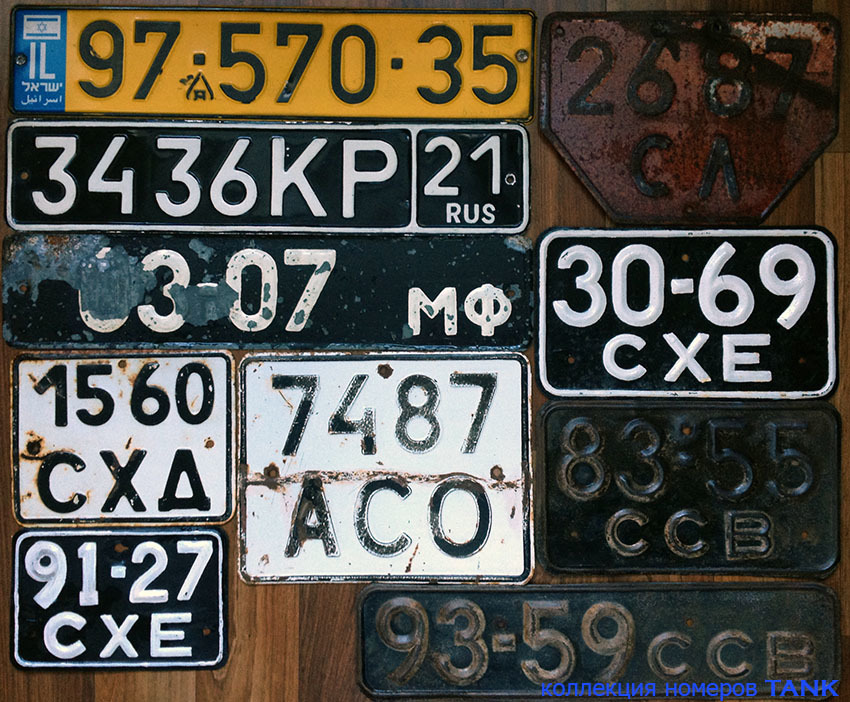 IL
ישראל
اسرائيل
97·570·35
2687
СЛ
3436КР 21
RUS
03-07 МФ
30-69
СХЕ
1560
СХД
7487
АСО
83-55
ССВ
91-27
СХЕ
93-59 ССВ
коллекция номеров TANK